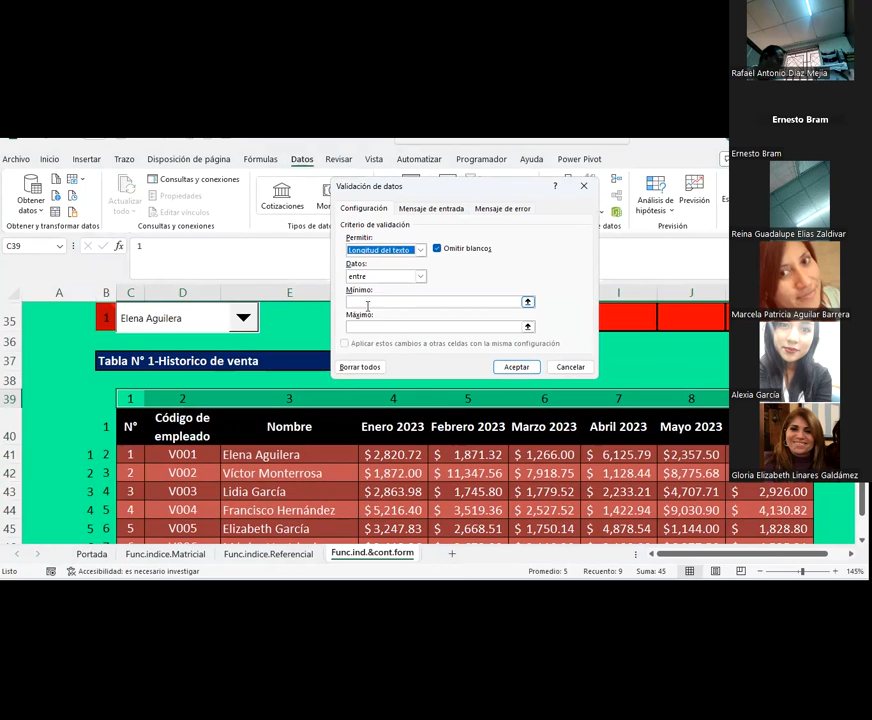 Rafael Antonio Diaz Mejia
Ernesto Bram
Ernesto Bram
Reina Guadalupe Elias Zaldivar
Marcela Patricia Aguilar Barrera
Alexia García
Gloria Elizabeth Linares Galdámez
Archivo Inicio Insertar Trazo Disposición de página Fórmulas Datos Revisar Vista Automatizar Programador Ayuda Power Pivot
Obtener datos
Obtener y transformar datos
Actualizar todo
Consultas y conexiones
Propiedades
Editar vínculos
Consultas y conexiones
Cotizaciones
Análisis de hipótesis
Previsión
Previsión
C39
fx
1
Validación de datos
?
Configuración Mensaje de entrada Mensaje de error
Criterio de validación
Permitir:
Longitud del texto
Omitir blancos
Datos:
entre
Mínimo:
Máximo:
Aplicar estos cambios a otras celdas con la misma configuración
Borrar todos Aceptar Cancelar
A B C D E I J
35 1 Elena Aguilera
36
37 Tabla N° 1-Historico de venta
38
39 1 2 3 4 5 6 7 8
40 1 N° Código de empleado Nombre Enero 2023 Febrero 2023 Marzo 2023 Abril 2023 Mayo 2023
41 1 2 1 V001 Elena Aguilera $ 2,820.72 $ 1,871.32 $ 1,266.00 $ 6,125.79 $ 2,357.50
42 2 3 2 V002 Víctor Monterrosa $ 1,872.00 $ 11,347.56 $ 7,918.75 $ 1,128.44 $ 8,775.68
43 3 4 3 V003 Lidia García $ 2,863.98 $ 1,745.80 $ 1,779.52 $ 2,233.21 $ 4,707.71 $ 2,926.00
44 4 5 4 V004 Francisco Hernández $ 5,216.40 $ 3,519.36 $ 2,527.52 $ 1,422.94 $ 9,030.90 $ 4,130.82
45 5 6 5 V005 Elizabeth García $ 3,247.83 $ 2,668.51 $ 1,750.14 $ 4,878.54 $ 1,144.00 $ 1,828.80
Portada Func.indice.Matricial Func.indice.Referencial Func.ind.&cont.form
Listo Accesibilidad: es necesario investigar Promedio: 5 Recuento: 9 Suma: 45 145%